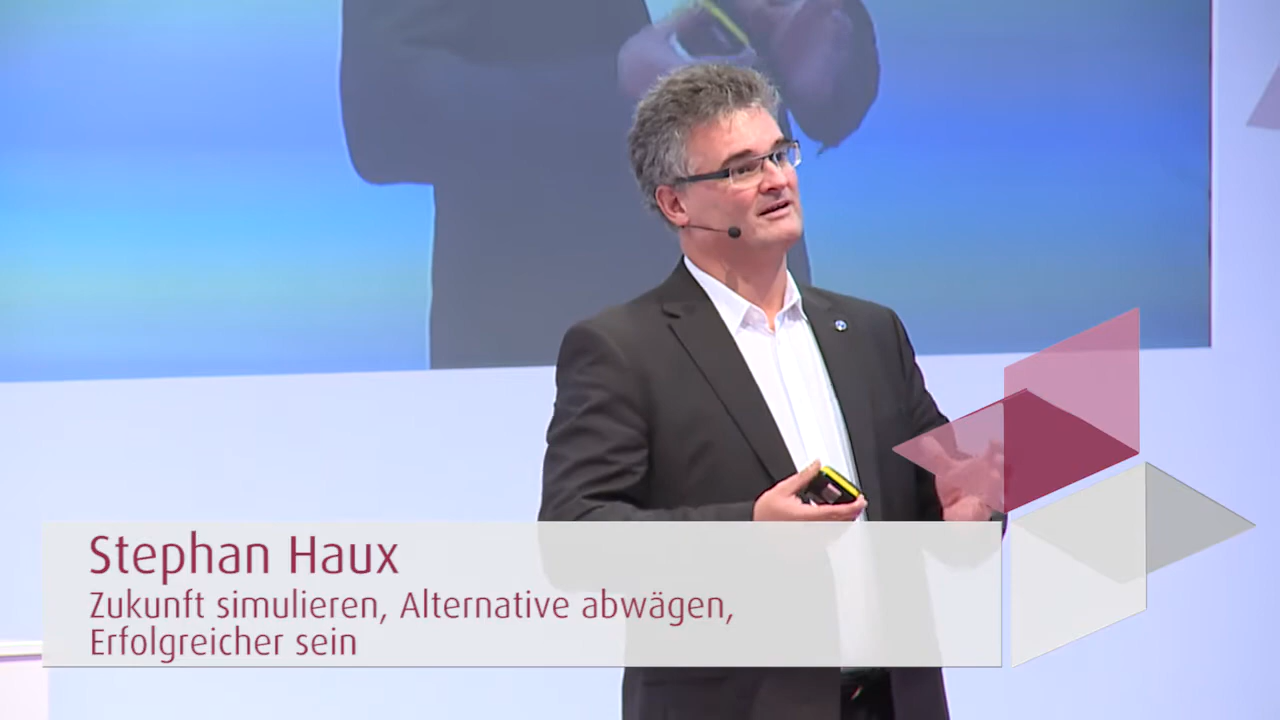 Stephan Haux
Zukunft simulieren, Alternative abwägen,
Erfolgreicher sein